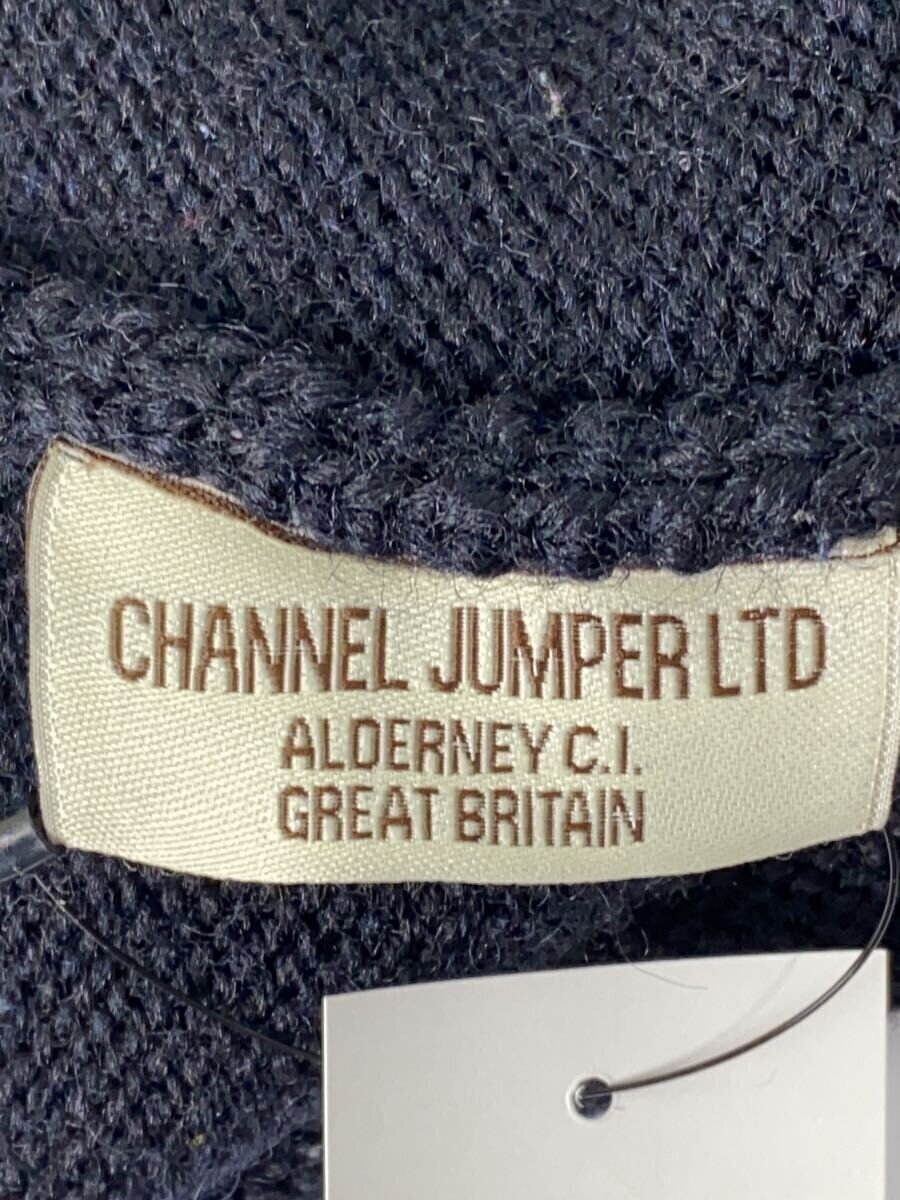 CHANNEL JUMPER LTD
ALDERNEY C.I.
GREAT BRITAIN